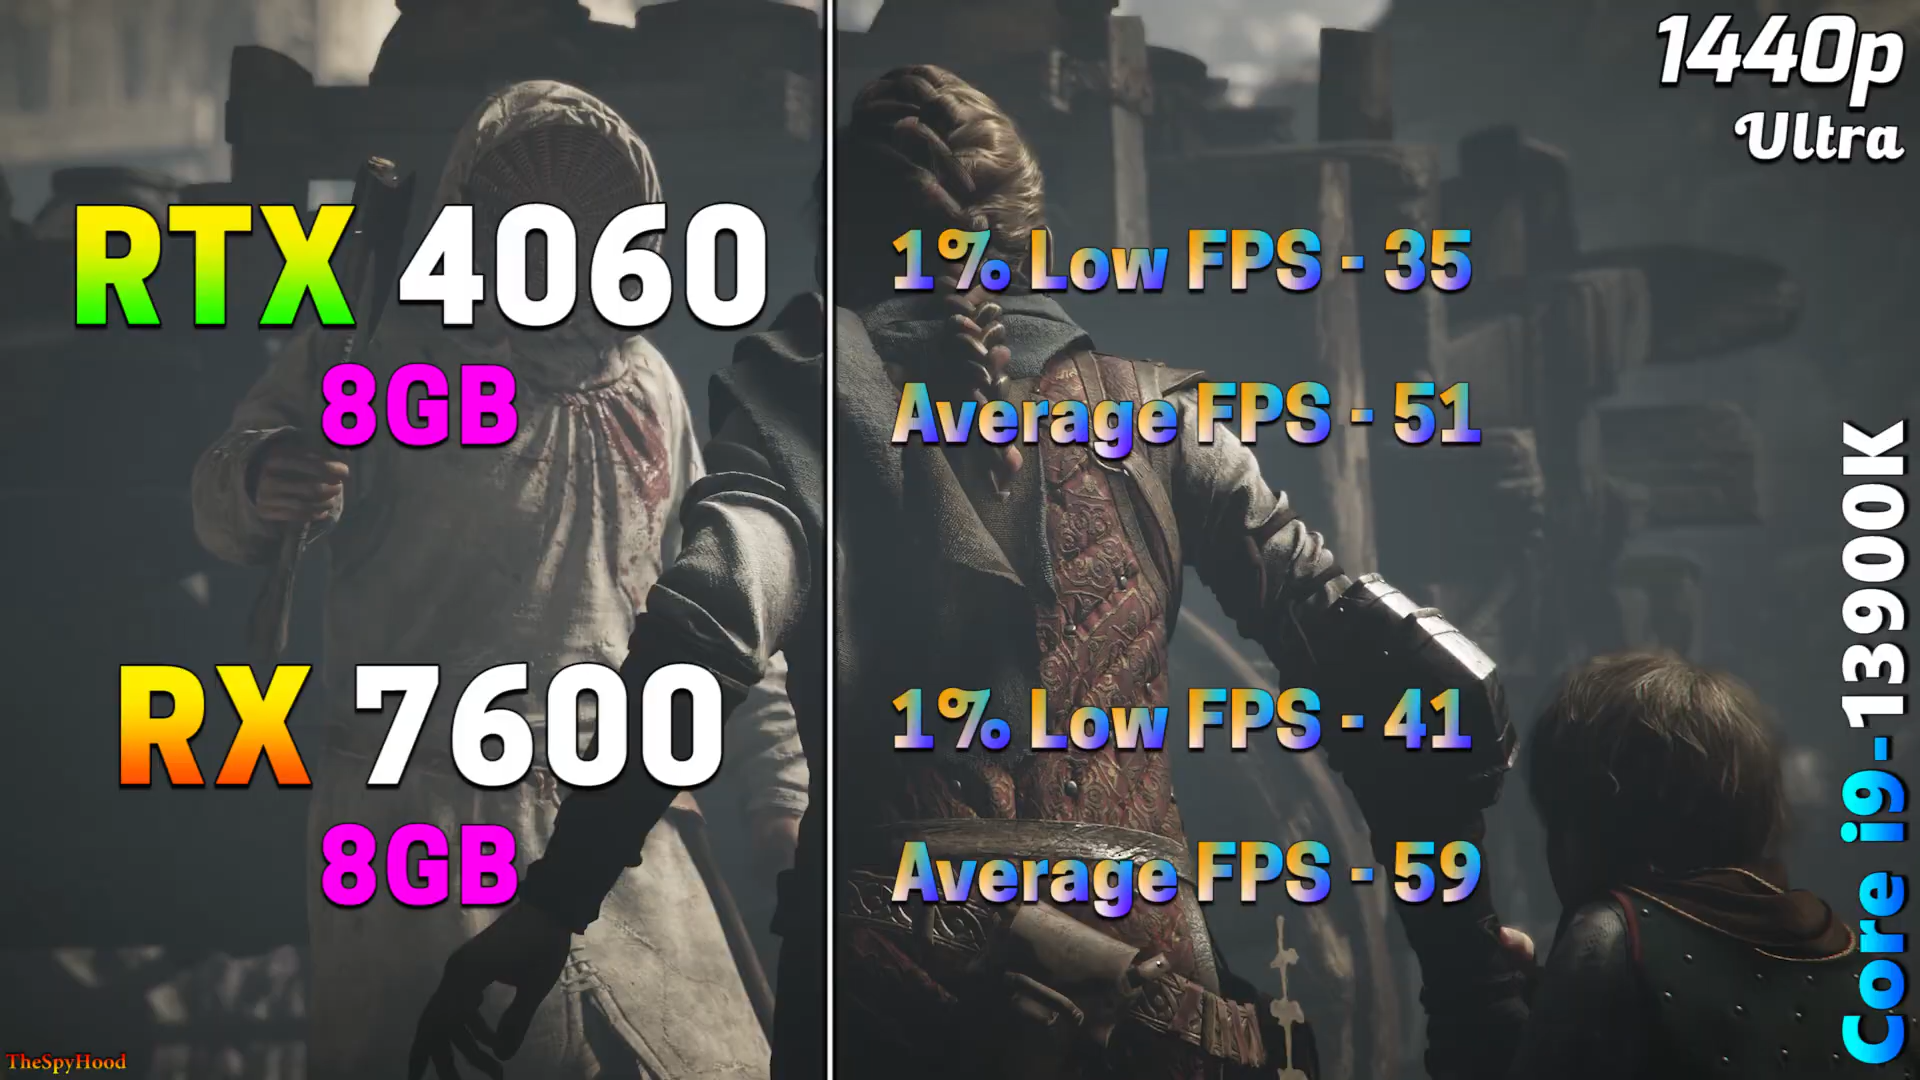 1440p
Ultra
RTX 4060
8GB
1% Low FPS - 35
Average FPS - 51
RX 7600
8GB
1% Low FPS - 41
Average FPS - 59
Core i9-13900K
TheSpyHood